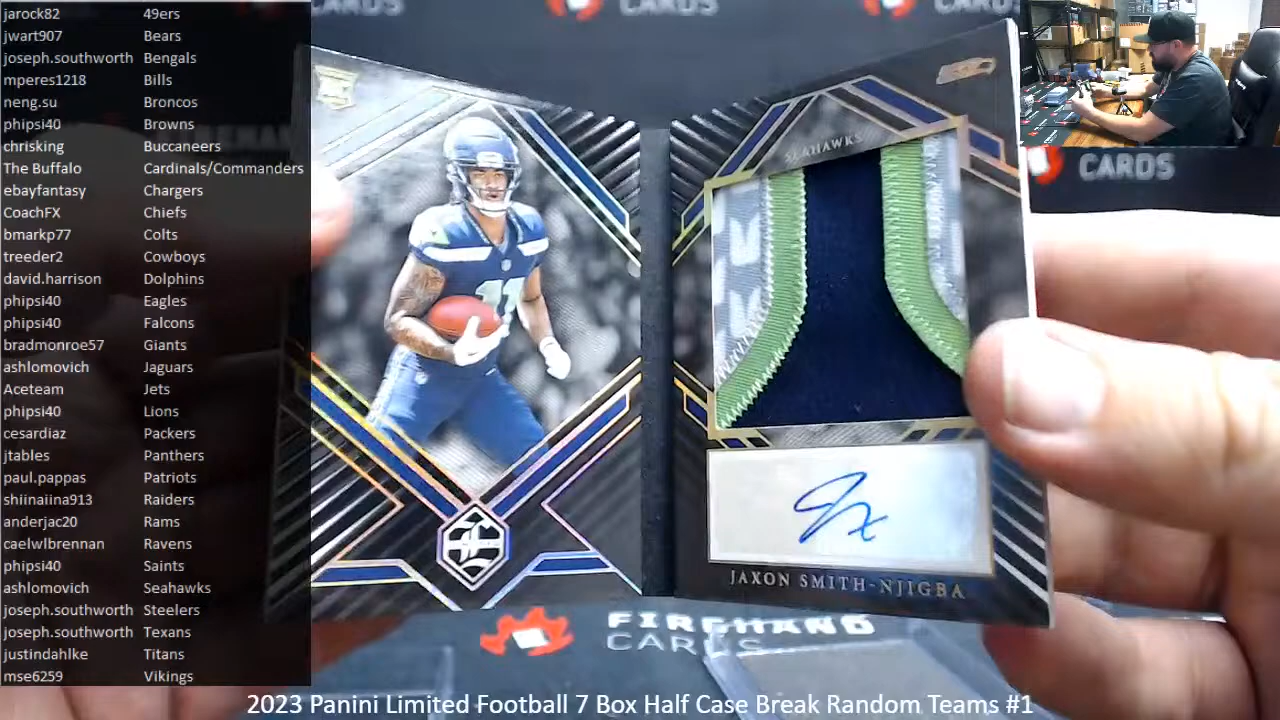 jarock82 49ers
jwart907 Bears
joseph.southworth Bengals
mperes1218 Bills
neng.su Broncos
phipsi40 Browns
chrisking Buccaneers
The Buffalo Cardinals/Commanders
ebayfantasy Chargers
CoachFX Chiefs
bmarkp77 Colts
treeder2 Cowboys
david.harrison Dolphins
phipsi40 Eagles
phipsi40 Falcons
bradmonroe57 Giants
ashlomovich Jaguars
Aceteam Jets
phipsi40 Lions
cesardiaz Packers
jtables Panthers
paul.pappas Patriots
shiinaiina913 Raiders
anderjac20 Rams
caelwlbrennan Ravens
phipsi40 Saints
ashlomovich Seahawks
joseph.southworth Steelers
joseph.southworth Texans
justindahlke Titans
mse6259 Vikings
CARDS
CARDS
CARDS
CARDS
SEAHAWKS
11
JAXON SMITH-NJIGBA
FIREHAND
CARDS
2023 Panini Limited Football 7 Box Half Case Break Random Teams #1